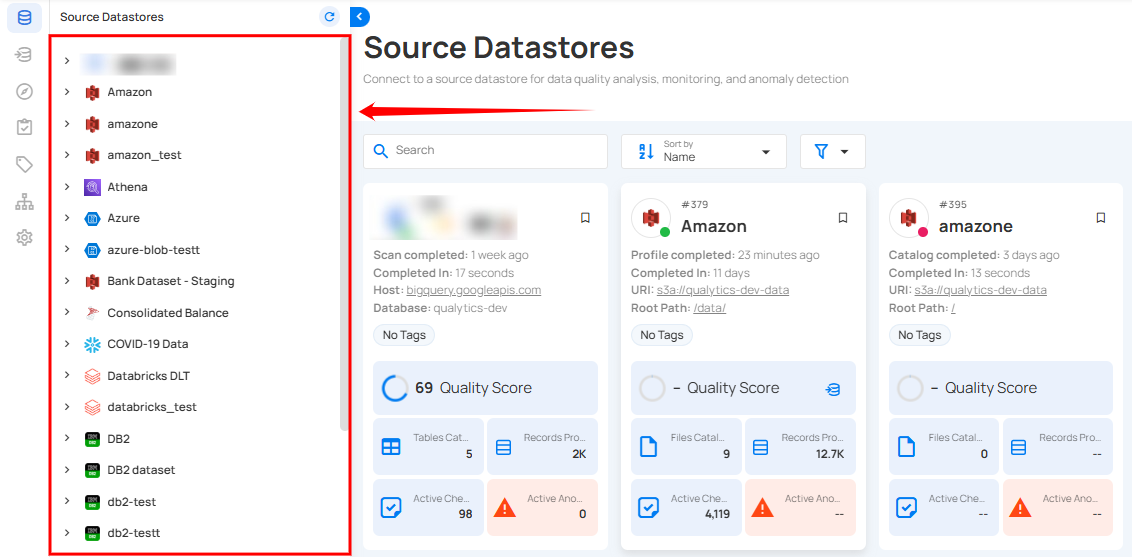 Source Datastores
Amazon
amazone
amazon_test
Athena
Azure
azure-blob-testt
Bank Dataset - Staging
Consolidated Balance
COVID-19 Data
Databricks DLT
databricks_test
DB2
DB2 dataset
db2-test
db2-testt
Source Datastores
Connect to a source datastore for data quality analysis, monitoring, and anomaly detection
Search
Sort by
Name
Scan completed: 1 week ago
Completed In: 17 seconds
Host: bigquery.googleapis.com
Database: qualytics-dev
No Tags
69 Quality Score
Tables Cat...
5
Records Pro...
2K
Active Che...
98
Active Ano...
0
#379
Amazon
Profile completed: 23 minutes ago
Completed In: 11 days
URI: s3a://qualytics-dev-data
Root Path: /data/
No Tags
– Quality Score
Files Catal...
9
Records Pro...
12.7K
Active Che...
4,119
Active Ano...
--
#395
amazone
Catalog completed: 3 days ago
Completed In: 13 seconds
URI: s3a://qualytics-dev-data
Root Path: /
No Tags
– Quality Score
Files Catal...
0
Records Pro...
--
Active Che...
--
Active Ano...
--